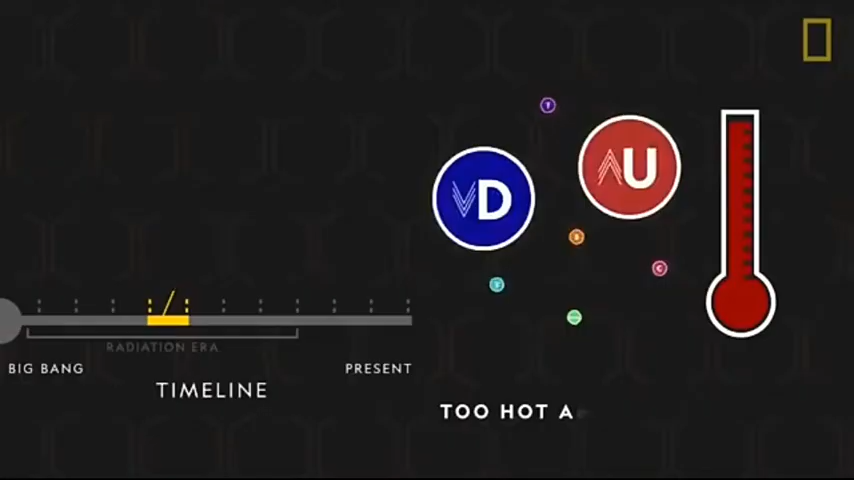 T
D
U
B
C
S
RADIATION ERA
BIG BANG
PRESENT
TIMELINE
TOO HOT A